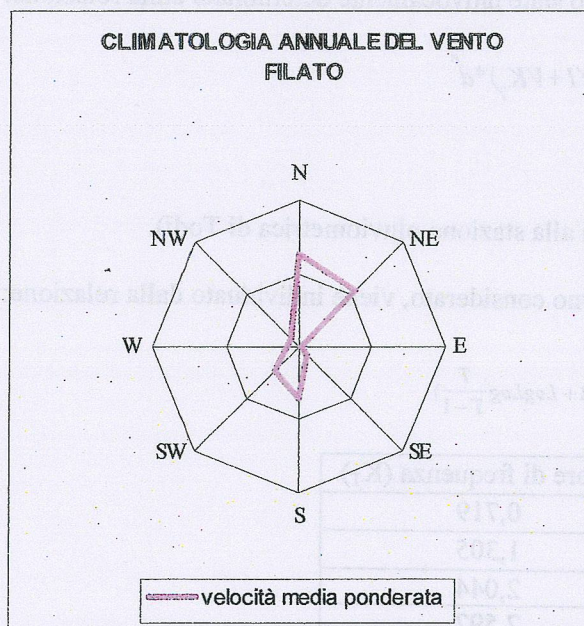 CLIMATOLOGIA ANNUALE DEL VENTO
FILATO
N
NW
NE
W
E
SW
SE
S
velocità media ponderata